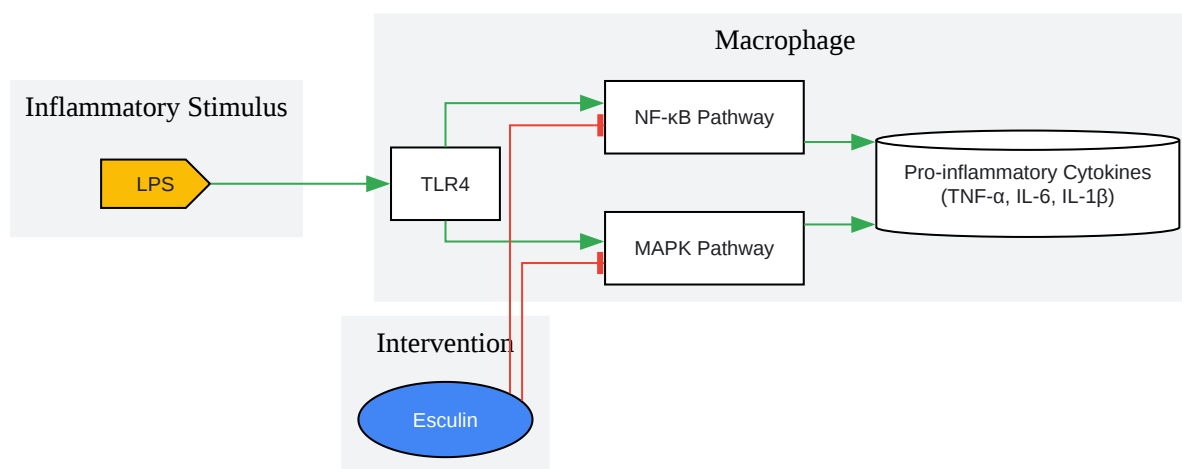 Macrophage
Inflammatory Stimulus
NF-κB Pathway
LPS
TLR4
Pro-inflammatory Cytokines
(TNF-α, IL-6, IL-1β)
MAPK Pathway
Intervention
Esculin